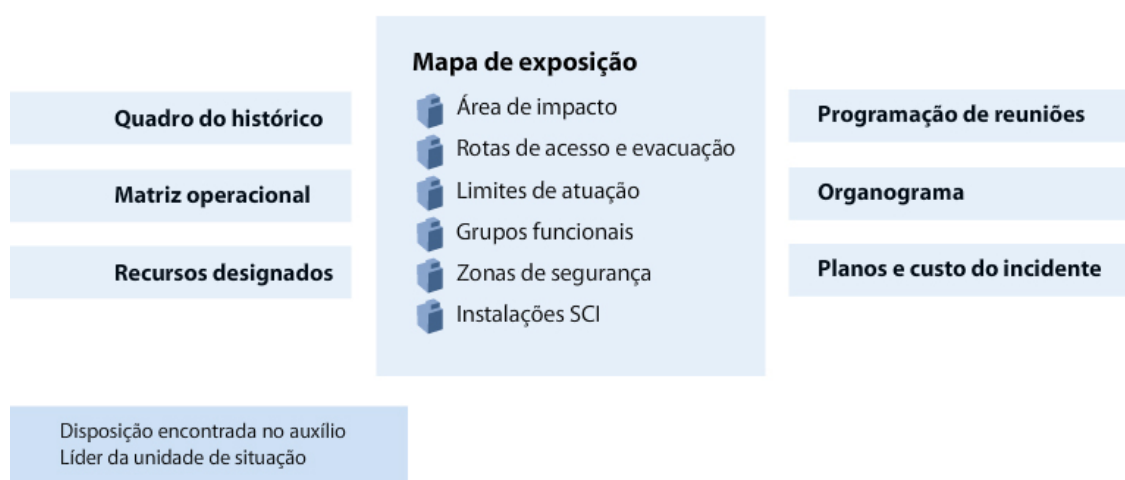 Quadro do histórico
Matriz operacional
Recursos designados
Mapa de exposição
Área de impacto
Rotas de acesso e evacuação
Limites de atuação
Grupos funcionais
Zonas de segurança
Instalações SCI
Programação de reuniões
Organograma
Planos e custo do incidente
Disposição encontrada no auxílio
Líder da unidade de situação